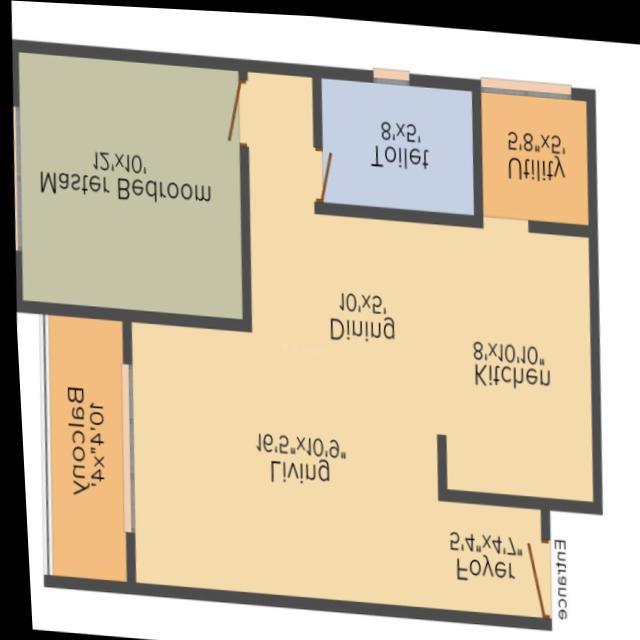 Entrance
Foyer
5'4"x4'7"
Living
16'5"x10'9"
Balcony
10'4"x4'
Kitchen
8'x10'10"
Dining
10'x5'
Master Bedroom
12'x10'
Toilet
8'x5'
Utility
5'8"x5'